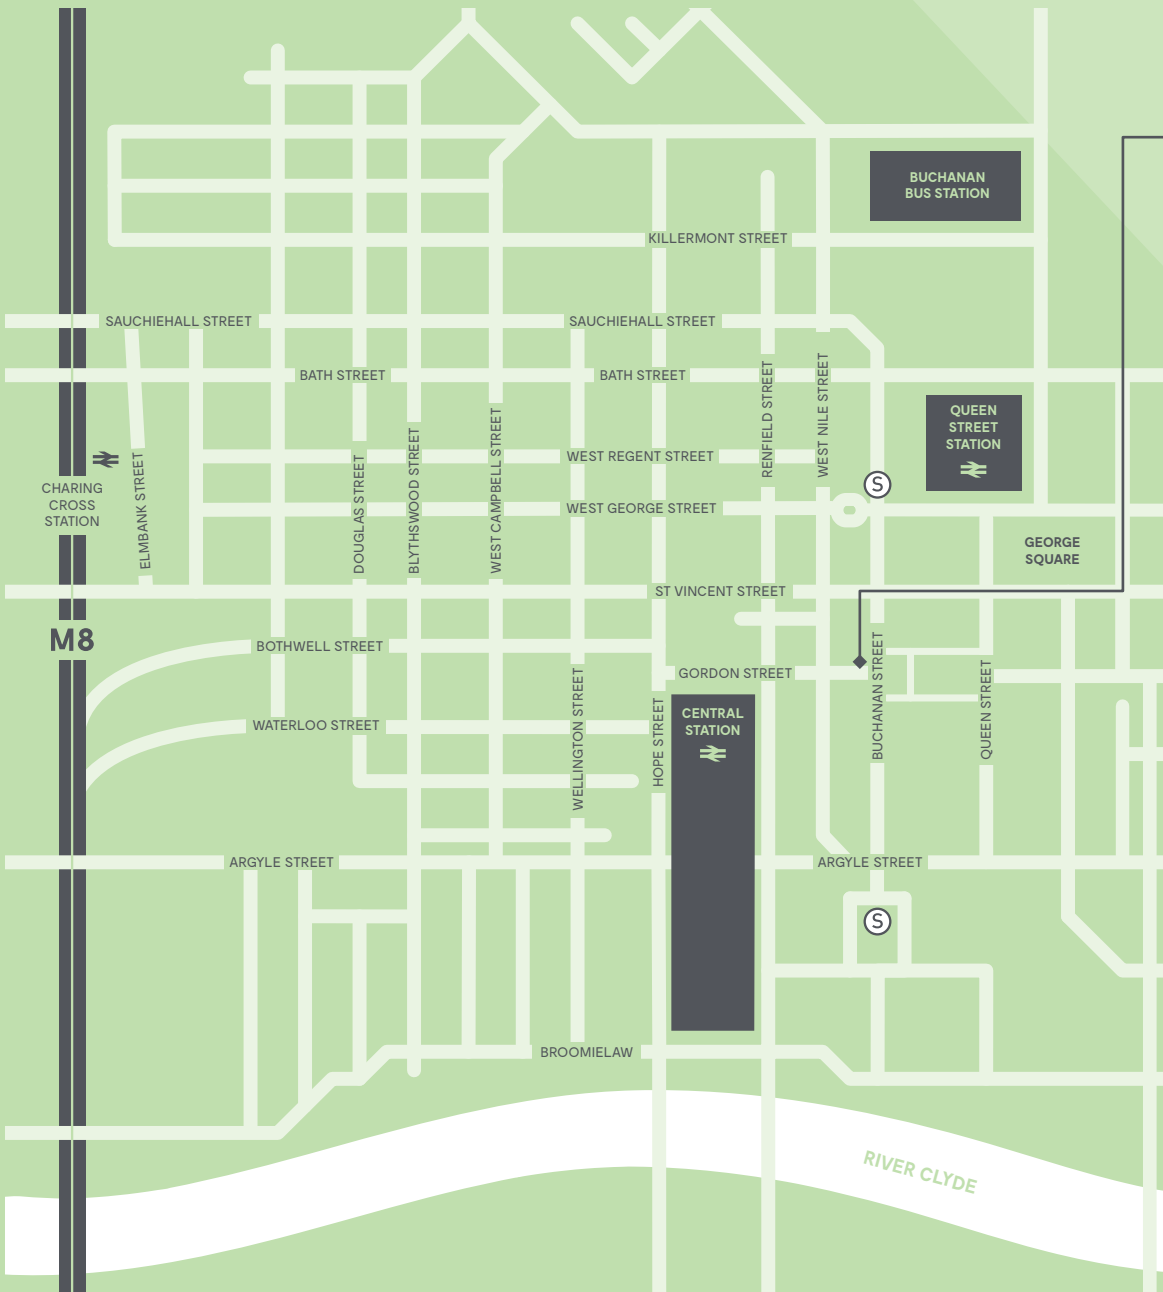 BUCHANAN
BUS STATION
KILLERMONT STREET
SAUCHIEHALL STREET
SAUCHIEHALL STREET
BATH STREET
BATH STREET
RENFIELD STREET
WEST NILE STREET
QUEEN
STREET
STATION
WEST REGENT STREET
CHARING
CROSS
STATION
ELMBANK STREET
DOUGLAS STREET
BLYTHSWOOD STREET
WEST CAMPBELL STREET
S
WEST GEORGE STREET
GEORGE
SQUARE
ST VINCENT STREET
M8
BOTHWELL STREET
GORDON STREET
BUCHANAN STREET
QUEEN STREET
WELLINGTON STREET
HOPE STREET
CENTRAL
STATION
WATERLOO STREET
ARGYLE STREET
ARGYLE STREET
S
BROOMIELAW
RIVER CLYDE